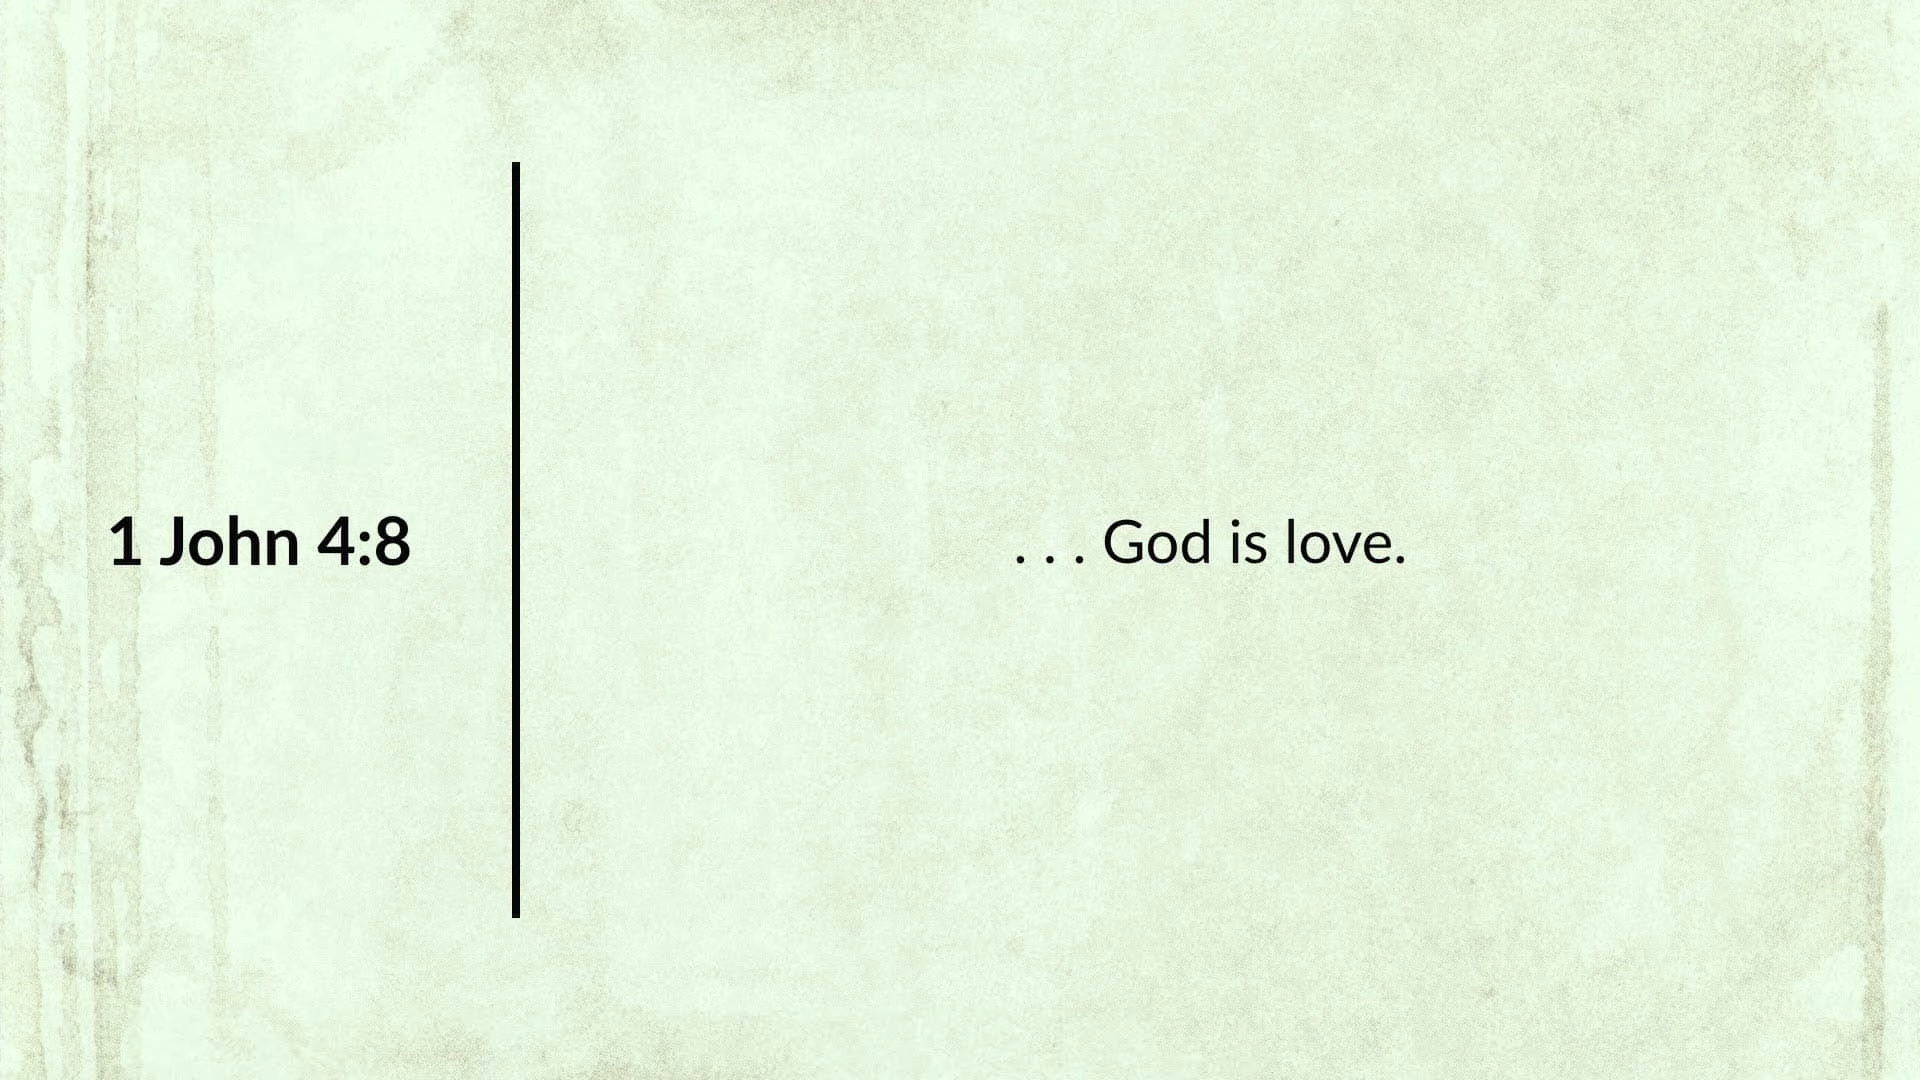 1 John 4:8
. . . God is love.